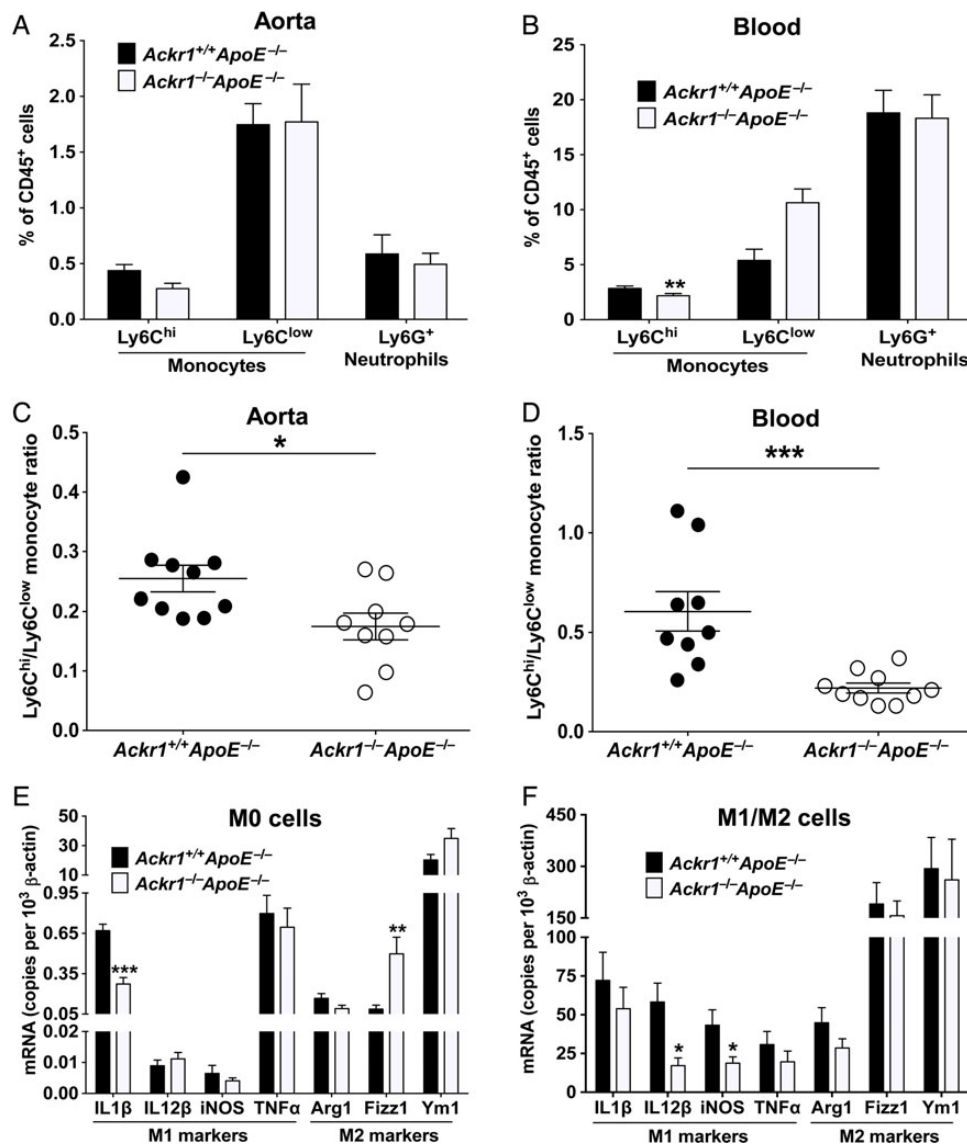 A
Aorta
Ackr1+/+ApoE–/–
Ackr1–/–ApoE–/–
% of CD45+ cells
2.5
2.0
1.5
1.0
0.5
0.0
Ly6Chi Ly6Clow Ly6G+
Monocytes Neutrophils
B
Blood
Ackr1+/+ApoE–/–
Ackr1–/–ApoE–/–
% of CD45+ cells
25
20
15
10
5
0
**
Ly6Chi Ly6Clow Ly6G+
Monocytes Neutrophils
C
Aorta
*
Ly6Chi/Ly6Clow monocyte ratio
0.5
0.4
0.3
0.2
0.1
0.0
Ackr1+/+ApoE–/– Ackr1–/–ApoE–/–
D
Blood
***
Ly6Chi/Ly6Clow monocyte ratio
1.5
1.0
0.5
0.0
Ackr1+/+ApoE–/– Ackr1–/–ApoE–/–
E
M0 cells
Ackr1+/+ApoE–/–
Ackr1–/–ApoE–/–
mRNA (copies per 103 β-actin)
50
30
10
0.95
0.65
0.35
0.05
0.02
0.01
0.00
***
**
IL1β IL12β iNOS TNFα Arg1 Fizz1 Ym1
M1 markers M2 markers
F
M1/M2 cells
Ackr1+/+ApoE–/–
Ackr1–/–ApoE–/–
mRNA (copies per 103 β-actin)
450
300
150
75
50
25
0
*
*
IL1β IL12β iNOS TNFα Arg1 Fizz1 Ym1
M1 markers M2 markers